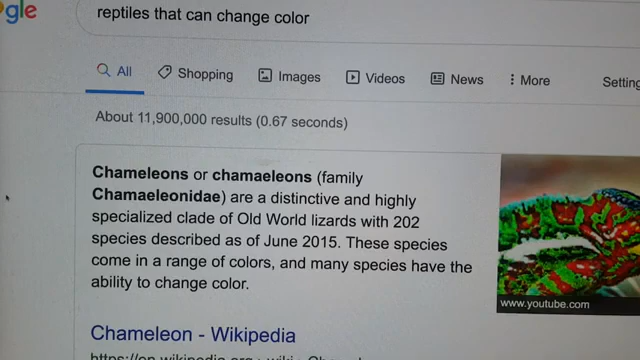 gle
reptiles that can change color
All Shopping Images Videos News More Setting
About 11,900,000 results (0.67 seconds)
Chameleons or chamaeleons (family
Chamaeleonidae) are a distinctive and highly
specialized clade of Old World lizards with 202
species described as of June 2015. These species
come in a range of colors, and many species have the
ability to change color.
www.youtube.com
Chameleon - Wikipedia